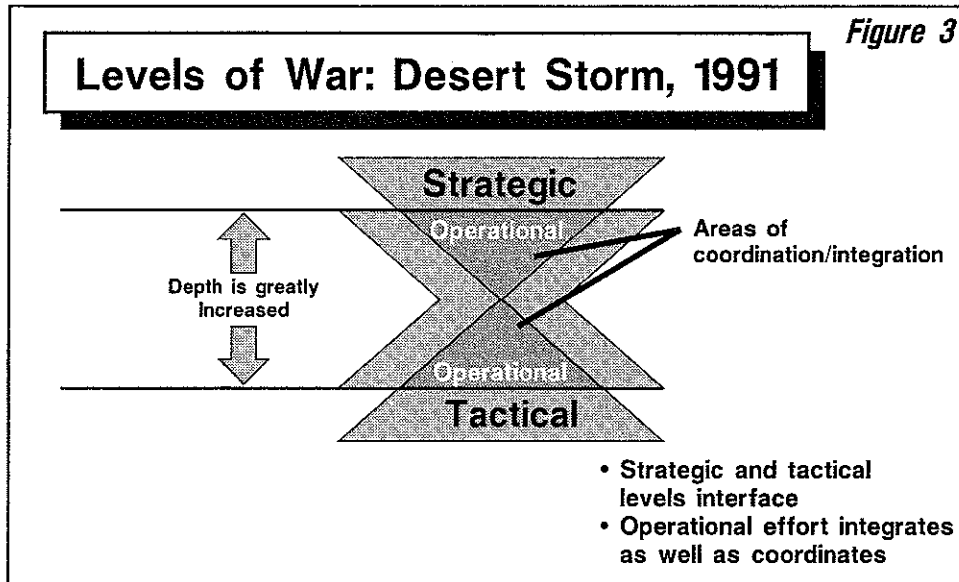 Figure 3
Levels of War: Desert Storm, 1991
Strategic
Operational
Areas of
coordination/integration
Depth is greatly
Increased
Operational
Tactical
• Strategic and tactical
levels interface
• Operational effort integrates
as well as coordinates